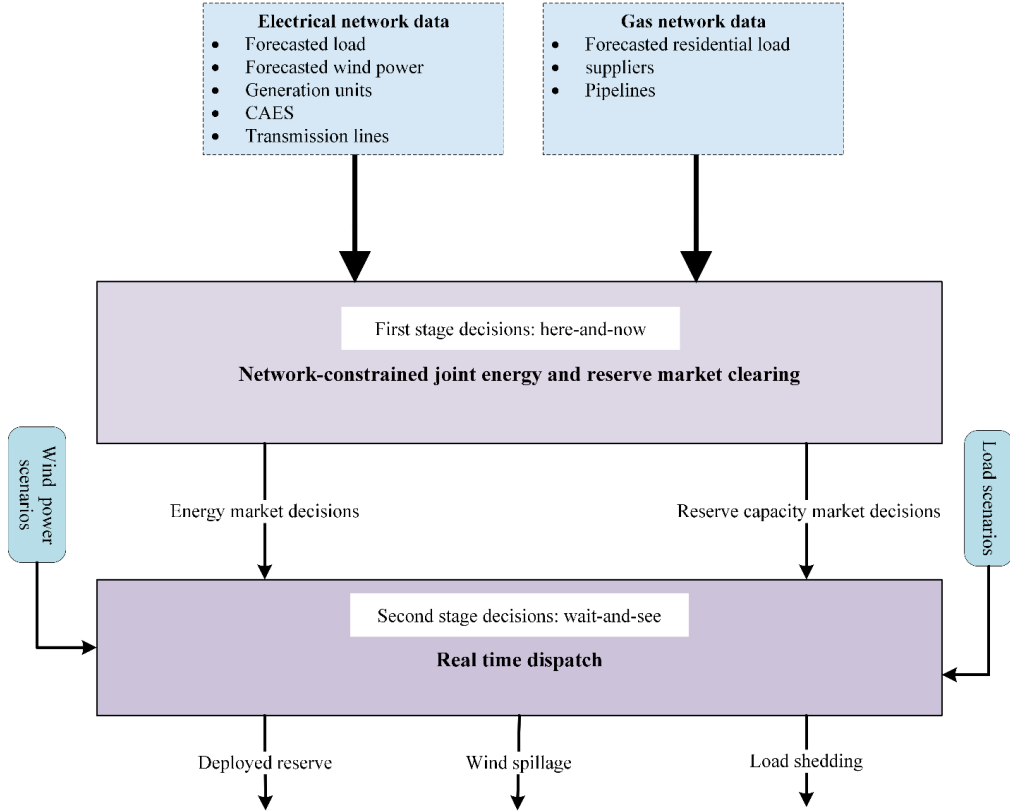 Electrical network data
• Forecasted load
• Forecasted wind power
• Generation units
• CAES
• Transmission lines
Gas network data
• Forecasted residential load
• suppliers
• Pipelines
First stage decisions: here-and-now
Network-constrained joint energy and reserve market clearing
Wind power
scenarios
Load scenarios
Energy market decisions
Reserve capacity market decisions
Second stage decisions: wait-and-see
Real time dispatch
Deployed reserve
Wind spillage
Load shedding